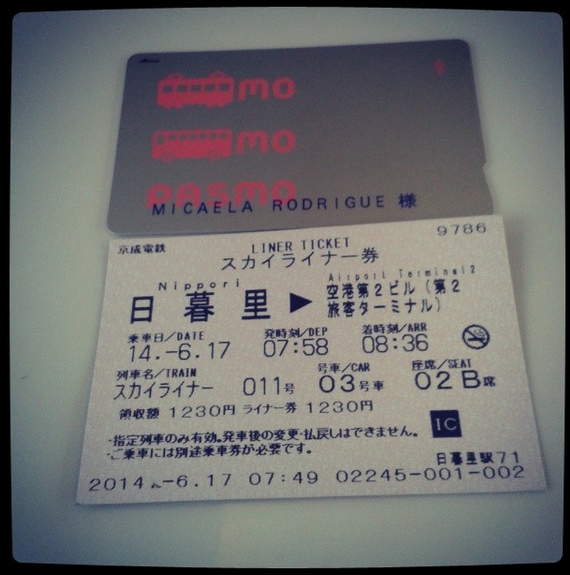 mo
mo
PASMO
MICAELA RODRIGUE 様
9786
京成電鉄
LINER TICKET
スカイライナー券
Nippori
Airport Terminal2
日暮里 ▶ 空港第2ビル(第2
旅客ターミナル)
乗車日/DATE 発時刻/DEP 着時刻/ARR
14.-6.17 07:58 08:36
列車名/TRAIN 号車/CAR 座席/SEAT
スカイライナー 011号 03号車 02B席
領収額 1230円 ライナー券 1230円
・指定列車のみ有効。発車後の変更・払戻しはできません。
IC
・ご乗車には別途乗車券が必要です。
日暮里駅71
2014.-6.17 07:49 02245-001-002